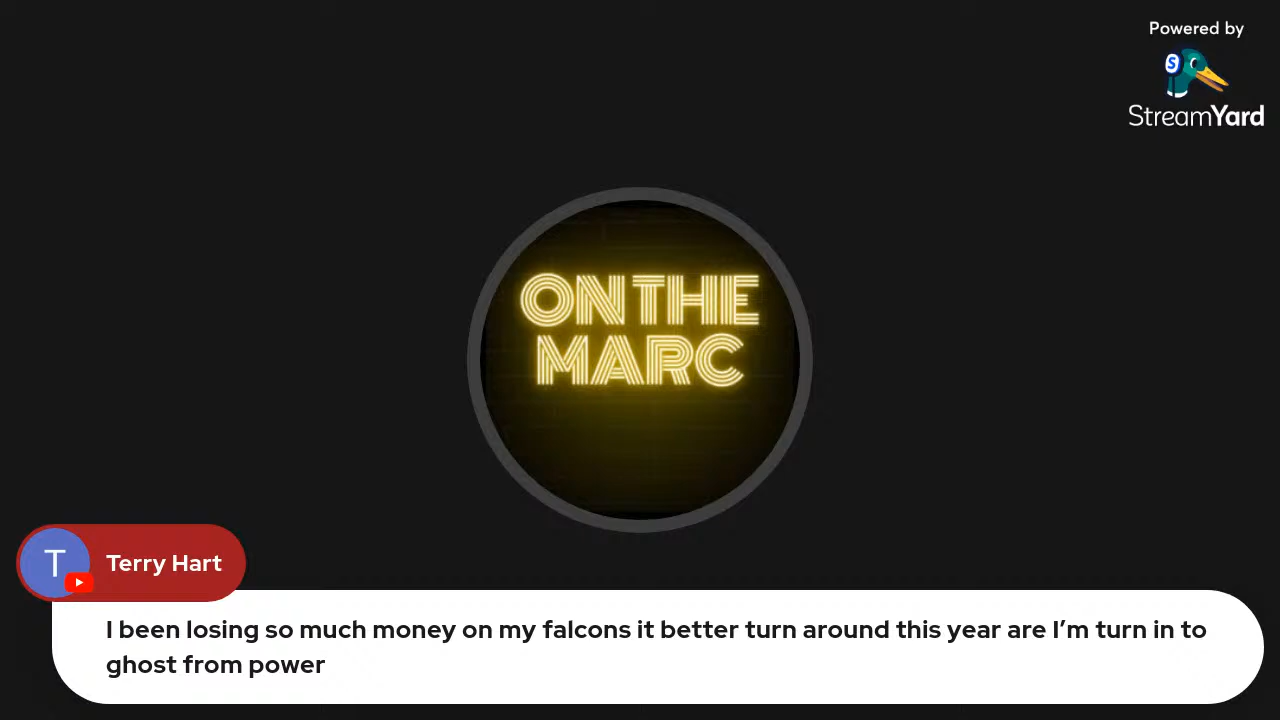 Powered by
S
StreamYard
ON THE
MARC
T
Terry Hart
I been losing so much money on my falcons it better turn around this year are I’m turn in to
ghost from power